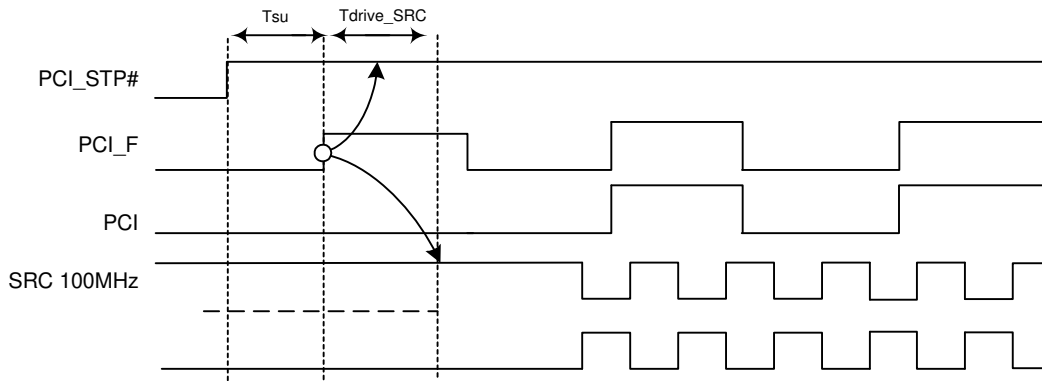 Tsu
Tdrive_SRC
PCI_STP#
PCI_F
PCI
SRC 100MHz